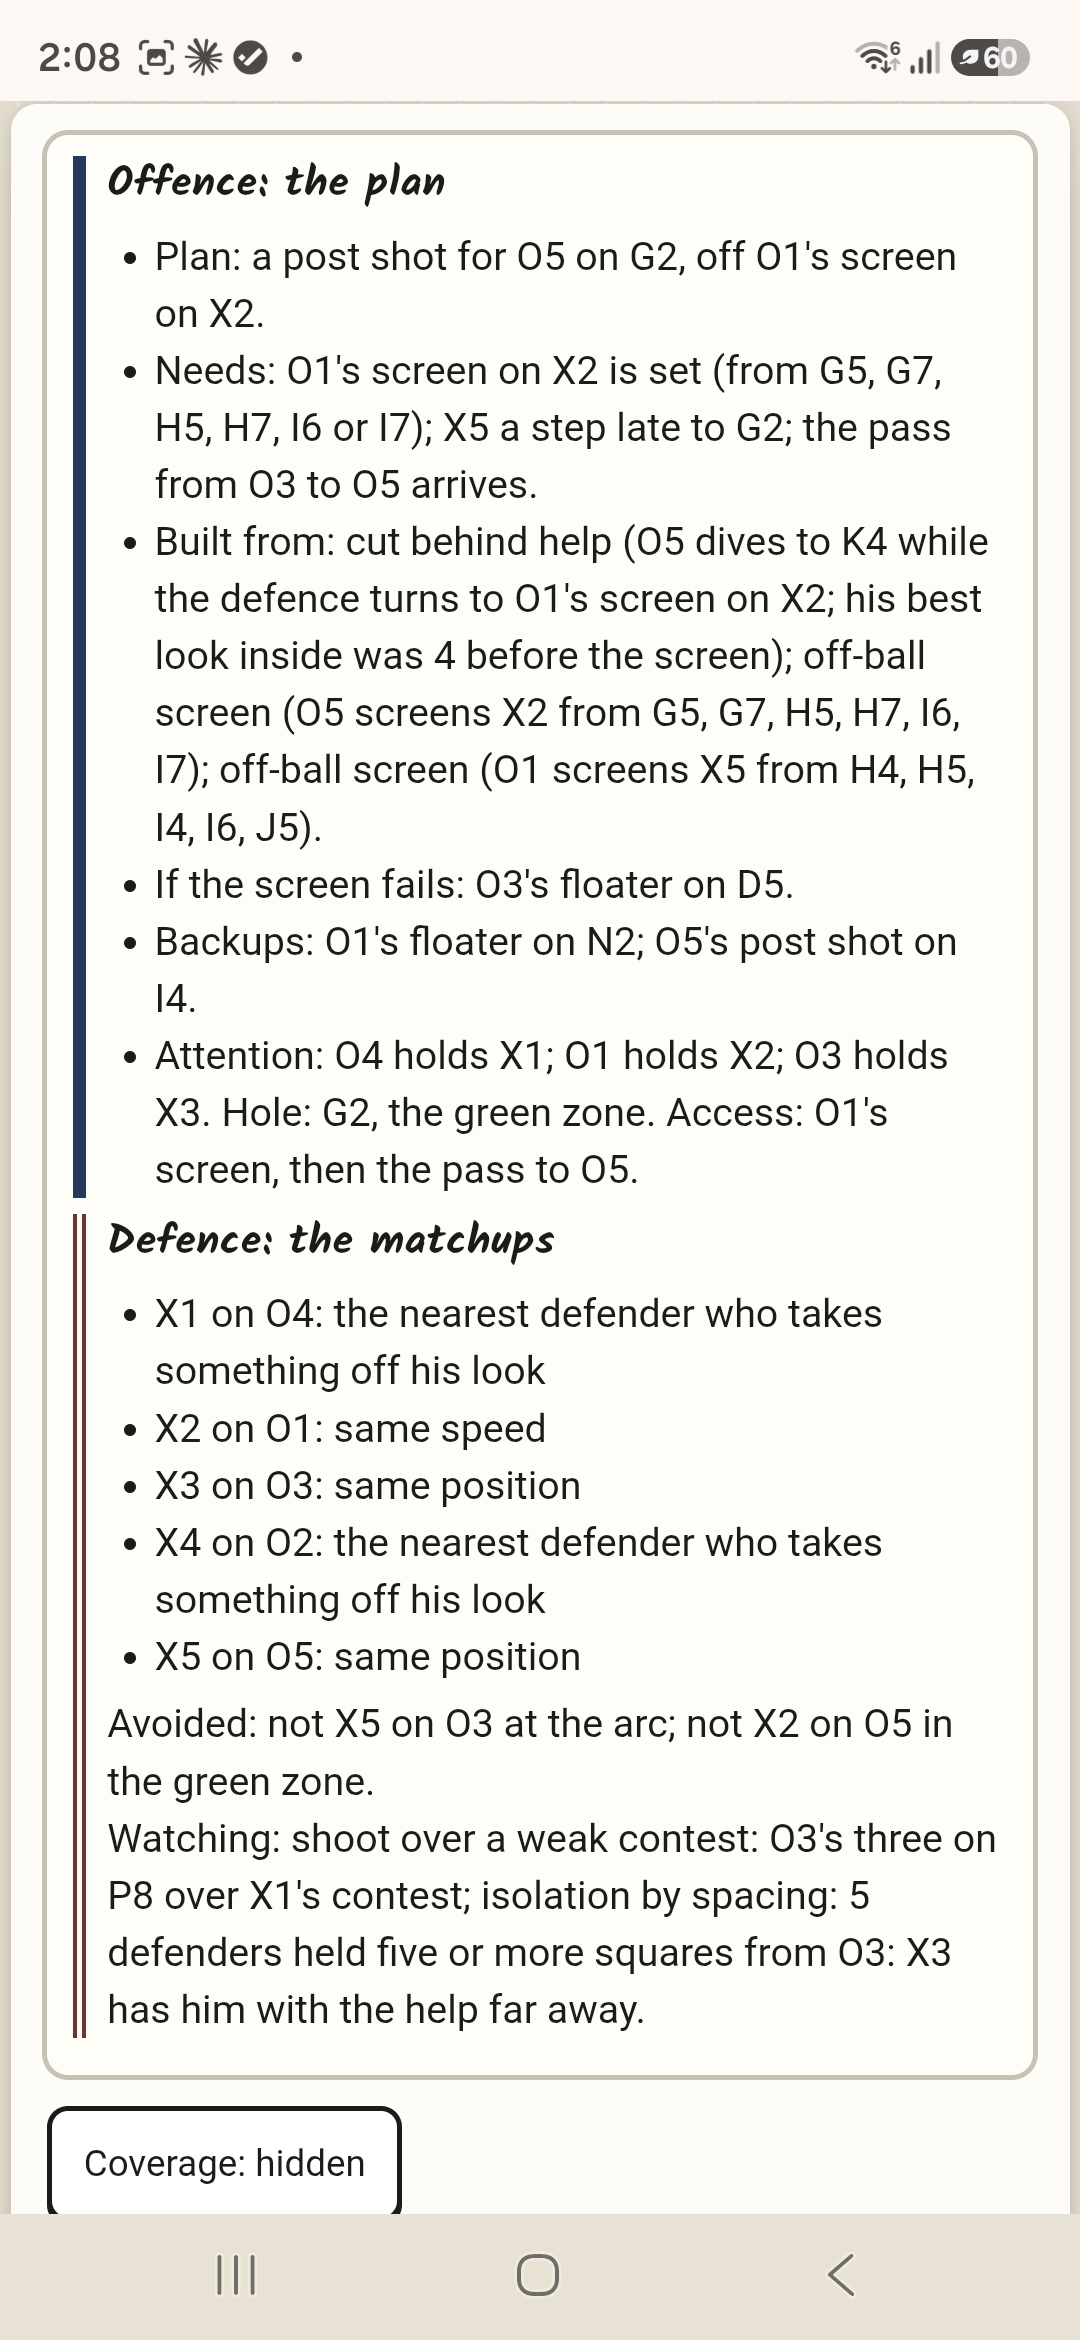 2:08
6
60
Offence: the plan
• Plan: a post shot for O5 on G2, off O1's screen
on X2.
• Needs: O1's screen on X2 is set (from G5, G7,
H5, H7, I6 or I7); X5 a step late to G2; the pass
from O3 to O5 arrives.
• Built from: cut behind help (O5 dives to K4 while
the defence turns to O1's screen on X2; his best
look inside was 4 before the screen); off-ball
screen (O5 screens X2 from G5, G7, H5, H7, I6,
I7); off-ball screen (O1 screens X5 from H4, H5,
I4, I6, J5).
• If the screen fails: O3's floater on D5.
• Backups: O1's floater on N2; O5's post shot on
I4.
• Attention: O4 holds X1; O1 holds X2; O3 holds
X3. Hole: G2, the green zone. Access: O1's
screen, then the pass to O5.
Defence: the matchups
• X1 on O4: the nearest defender who takes
something off his look
• X2 on O1: same speed
• X3 on O3: same position
• X4 on O2: the nearest defender who takes
something off his look
• X5 on O5: same position
Avoided: not X5 on O3 at the arc; not X2 on O5 in
the green zone.
Watching: shoot over a weak contest: O3's three on
P8 over X1's contest; isolation by spacing: 5
defenders held five or more squares from O3: X3
has him with the help far away.
Coverage: hidden